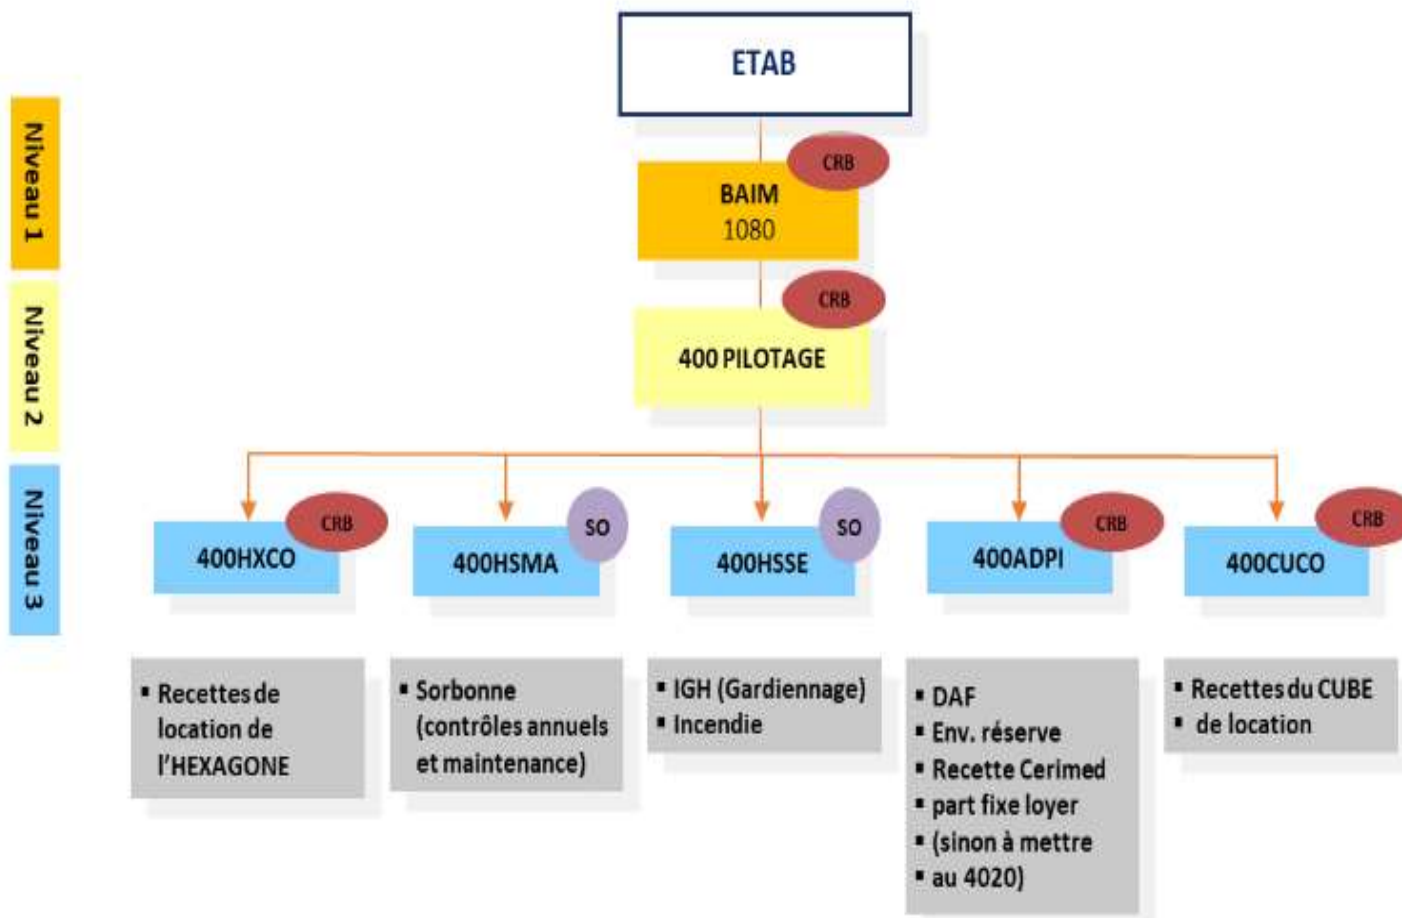 ETAB
Niveau 1
CRB
BAIM
1080
Niveau 2
CRB
400 PILOTAGE
Niveau 3
CRB
400HXCO
SO
400HSMA
SO
400HSSE
CRB
400ADPI
CRB
400CUCO
▪ Recettes de
location de
l'HEXAGONE
▪ Sorbonne
(contrôles annuels
et maintenance)
▪ IGH (Gardiennage)
▪ Incendie
▪ DAF
▪ Env. réserve
▪ Recette Cerimed
▪ part fixe loyer
▪ (sinon à mettre
▪ au 4020)
▪ Recettes du CUBE
▪ de location